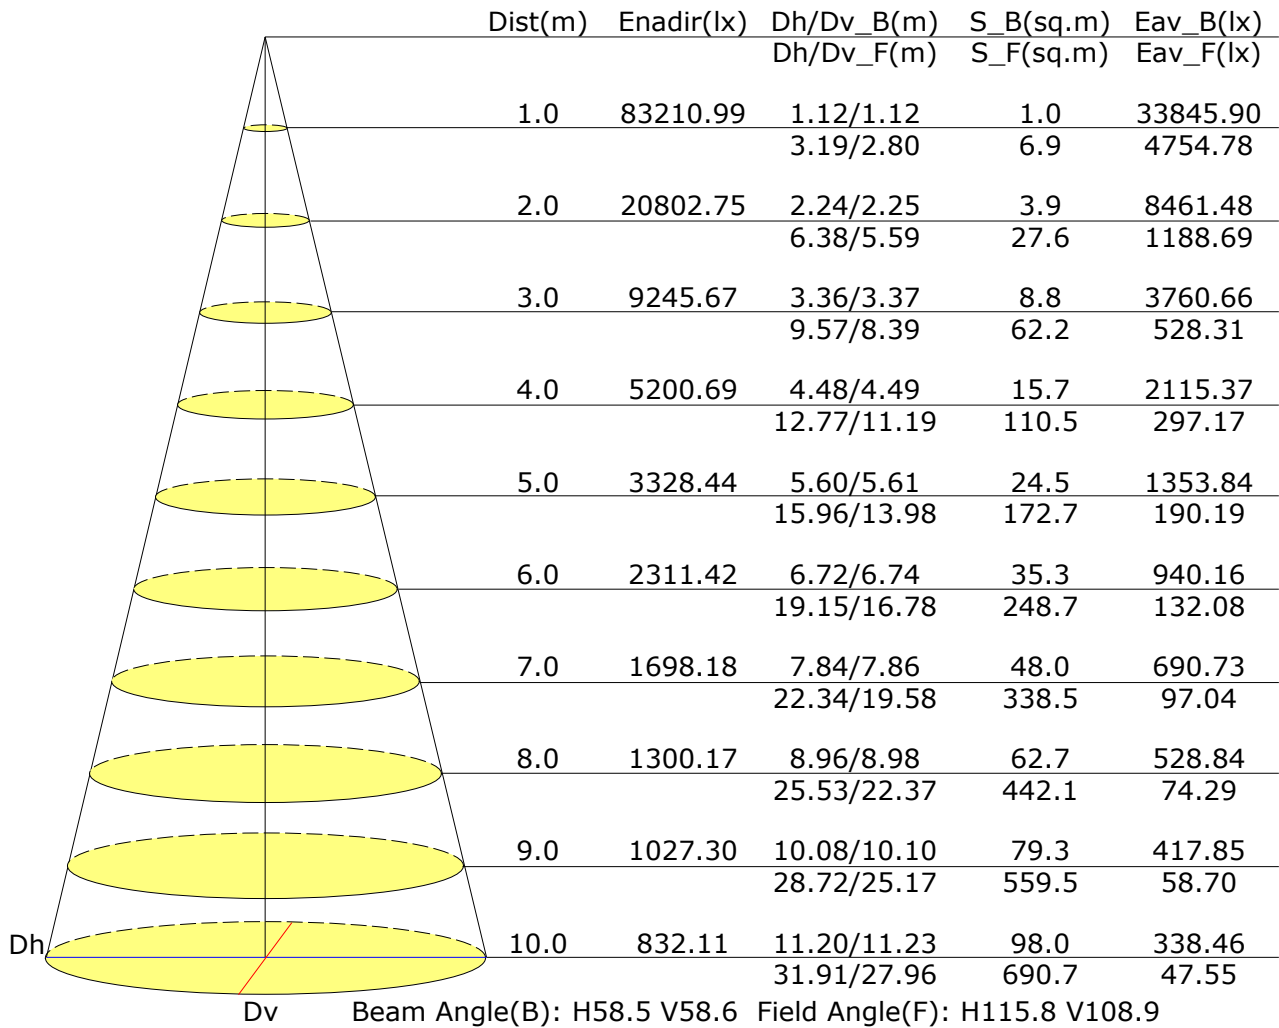 Dist(m) Enadir(lx) Dh/Dv_B(m) S_B(sq.m) Eav_B(lx)
Dh/Dv_F(m) S_F(sq.m) Eav_F(lx)
1.0 83210.99 1.12/1.12 1.0 33845.90
3.19/2.80 6.9 4754.78
2.0 20802.75 2.24/2.25 3.9 8461.48
6.38/5.59 27.6 1188.69
3.0 9245.67 3.36/3.37 8.8 3760.66
9.57/8.39 62.2 528.31
4.0 5200.69 4.48/4.49 15.7 2115.37
12.77/11.19 110.5 297.17
5.0 3328.44 5.60/5.61 24.5 1353.84
15.96/13.98 172.7 190.19
6.0 2311.42 6.72/6.74 35.3 940.16
19.15/16.78 248.7 132.08
7.0 1698.18 7.84/7.86 48.0 690.73
22.34/19.58 338.5 97.04
8.0 1300.17 8.96/8.98 62.7 528.84
25.53/22.37 442.1 74.29
9.0 1027.30 10.08/10.10 79.3 417.85
28.72/25.17 559.5 58.70
Dh 10.0 832.11 11.20/11.23 98.0 338.46
31.91/27.96 690.7 47.55
Dv Beam Angle(B): H58.5 V58.6 Field Angle(F): H115.8 V108.9